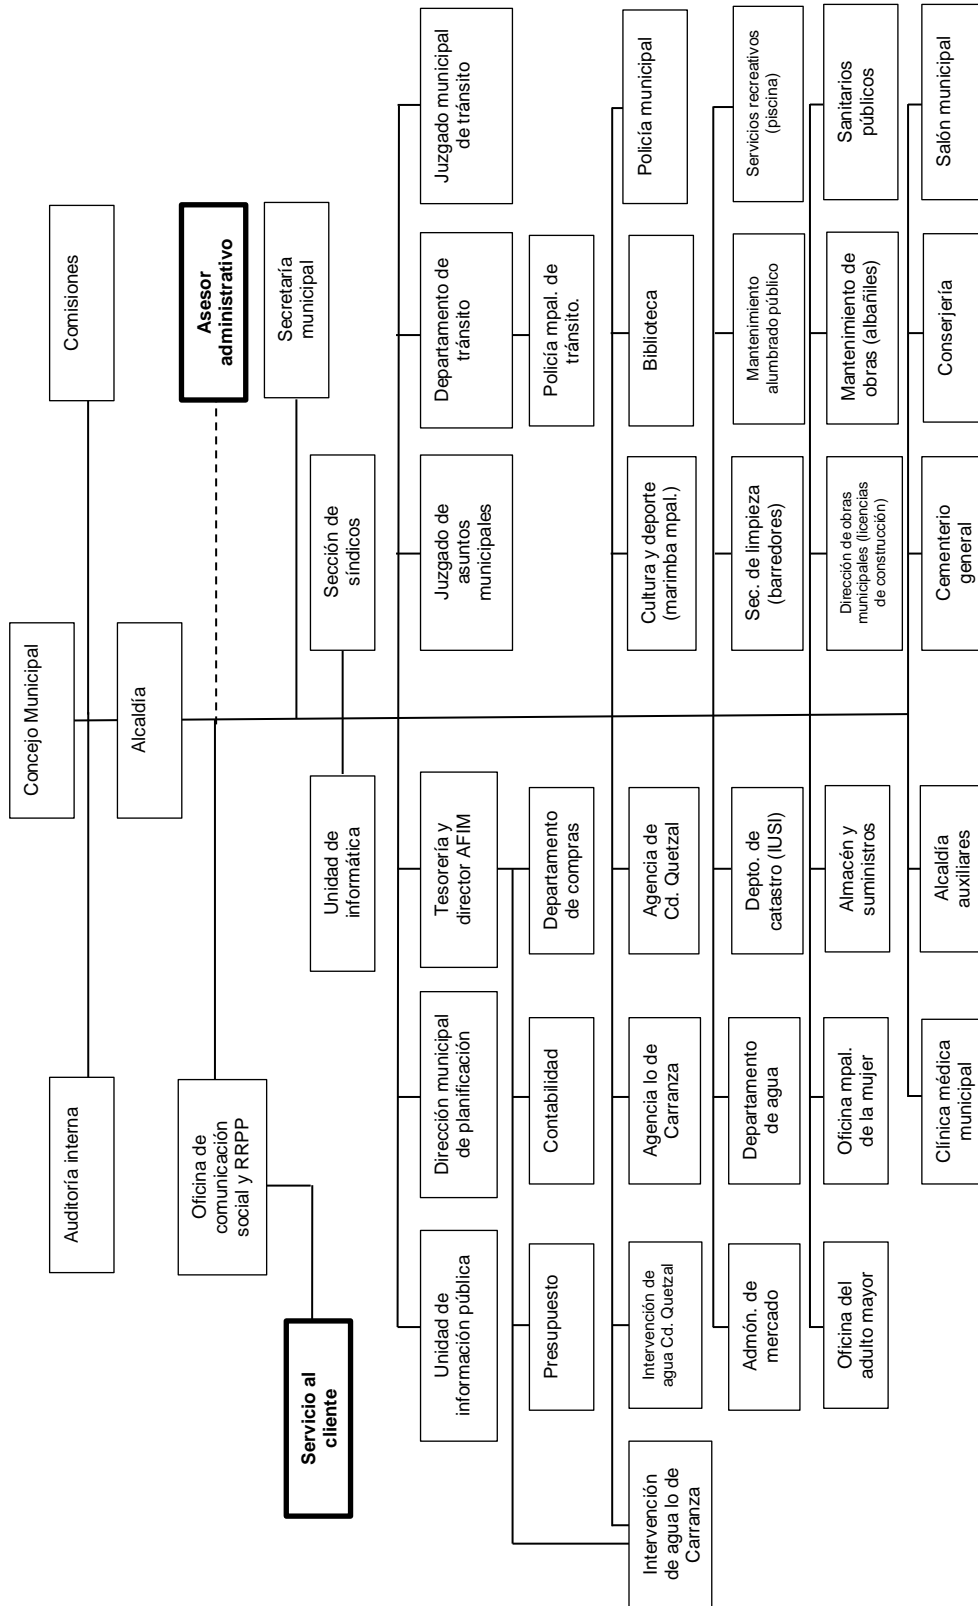 Concejo Municipal
Auditoría interna
Comisiones
Alcaldía
Oficina de
comunicación
social y RRPP
Asesor
administrativo
Servicio al
cliente
Secretaría
municipal
Unidad de
informática
Sección de
síndicos
Unidad de
información pública
Dirección municipal
de planificación
Tesorería y
director AFIM
Juzgado de
asuntos
municipales
Departamento de
tránsito
Juzgado municipal
de tránsito
Presupuesto
Contabilidad
Departamento
de compras
Policía mpal. de
tránsito.
Intervención
de agua lo de
Carranza
Intervención de
agua Cd. Quetzal
Agencia lo de
Carranza
Agencia de
Cd. Quetzal
Cultura y deporte
(marimba mpal.)
Biblioteca
Policía municipal
Admón. de
mercado
Departamento
de agua
Depto. de
catastro (IUSI)
Sec. de limpieza
(barredores)
Mantenimiento
alumbrado público
Servicios recreativos
(piscina)
Oficina del
adulto mayor
Oficina mpal.
de la mujer
Almacén y
suministros
Dirección de obras
municipales (licencias
de construcción)
Mantenimiento de
obras (albañiles)
Sanitarios
públicos
Clínica médica
municipal
Alcaldía
auxiliares
Cementerio
general
Conserjería
Salón municipal